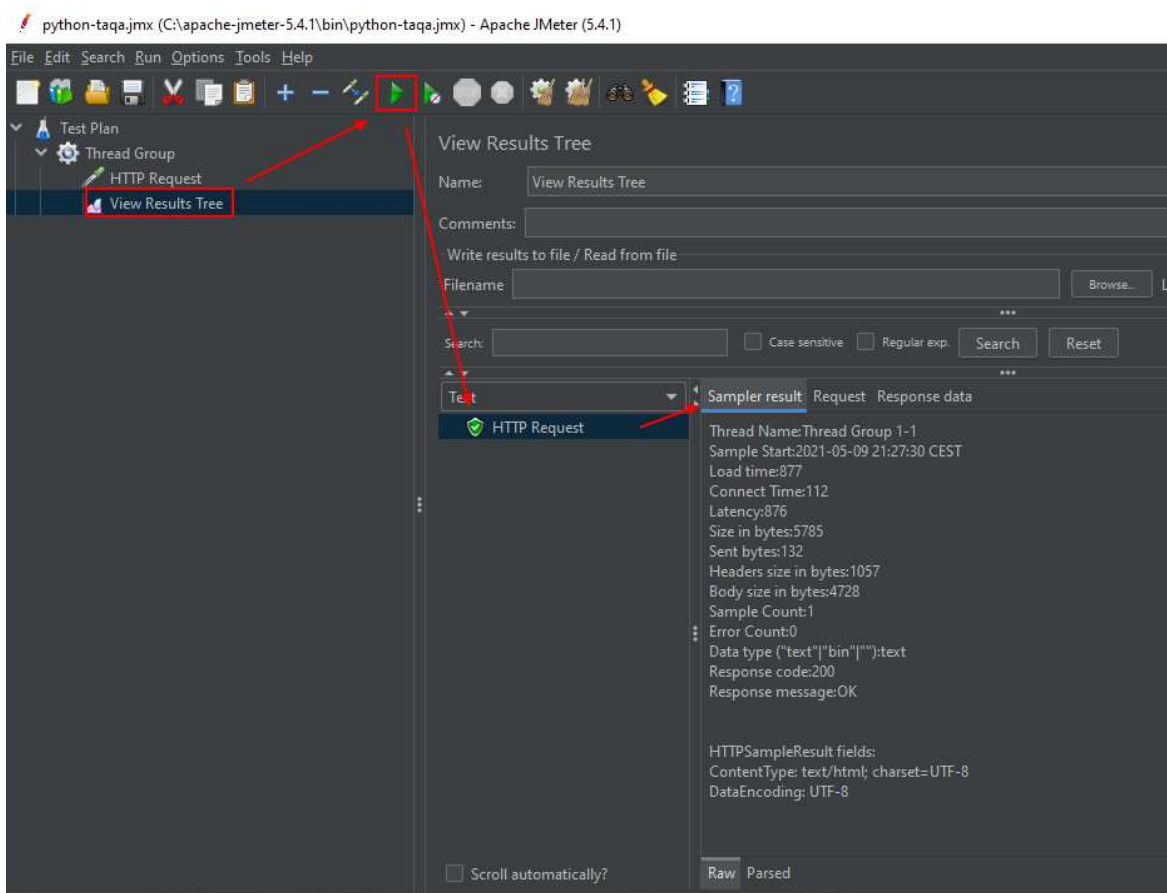 python-taqa.jmx (C:\apache-jmeter-5.4.1\bin\python-taqa.jmx) - Apache JMeter (5.4.1)
File Edit Search Run Options Tools Help
Test Plan
Thread Group
HTTP Request
View Results Tree
View Results Tree
Name: View Results Tree
Comments:
Write results to file / Read from file
Filename Browse... L
Search: Case sensitive Regular exp. Search Reset
Text
HTTP Request
Sampler result Request Response data
Thread Name:Thread Group 1-1
Sample Start:2021-05-09 21:27:30 CEST
Load time:877
Connect Time:112
Latency:876
Size in bytes:5785
Sent bytes:132
Headers size in bytes:1057
Body size in bytes:4728
Sample Count:1
Error Count:0
Data type ("text"|"bin"|""):text
Response code:200
Response message:OK
HTTPSampleResult fields:
ContentType: text/html; charset=UTF-8
DataEncoding: UTF-8
Scroll automatically?
Raw Parsed